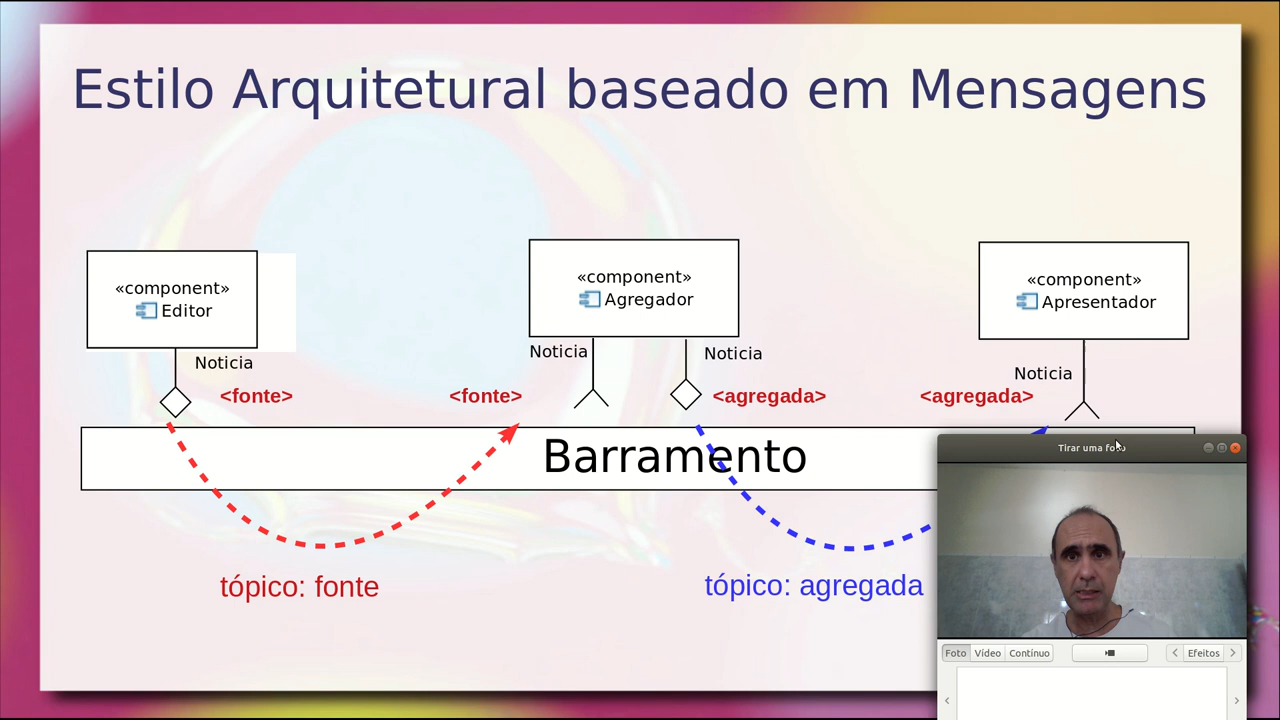 Estilo Arquitetural baseado em Mensagens
«component»
Editor
«component»
Agregador
«component»
Apresentador
Noticia
Noticia
Noticia
Noticia
<fonte>
<fonte>
<agregada>
<agregada>
Barramento
tópico: fonte
tópico: agregada
Tirar uma foto
Foto
Vídeo
Contínuo
Efeitos